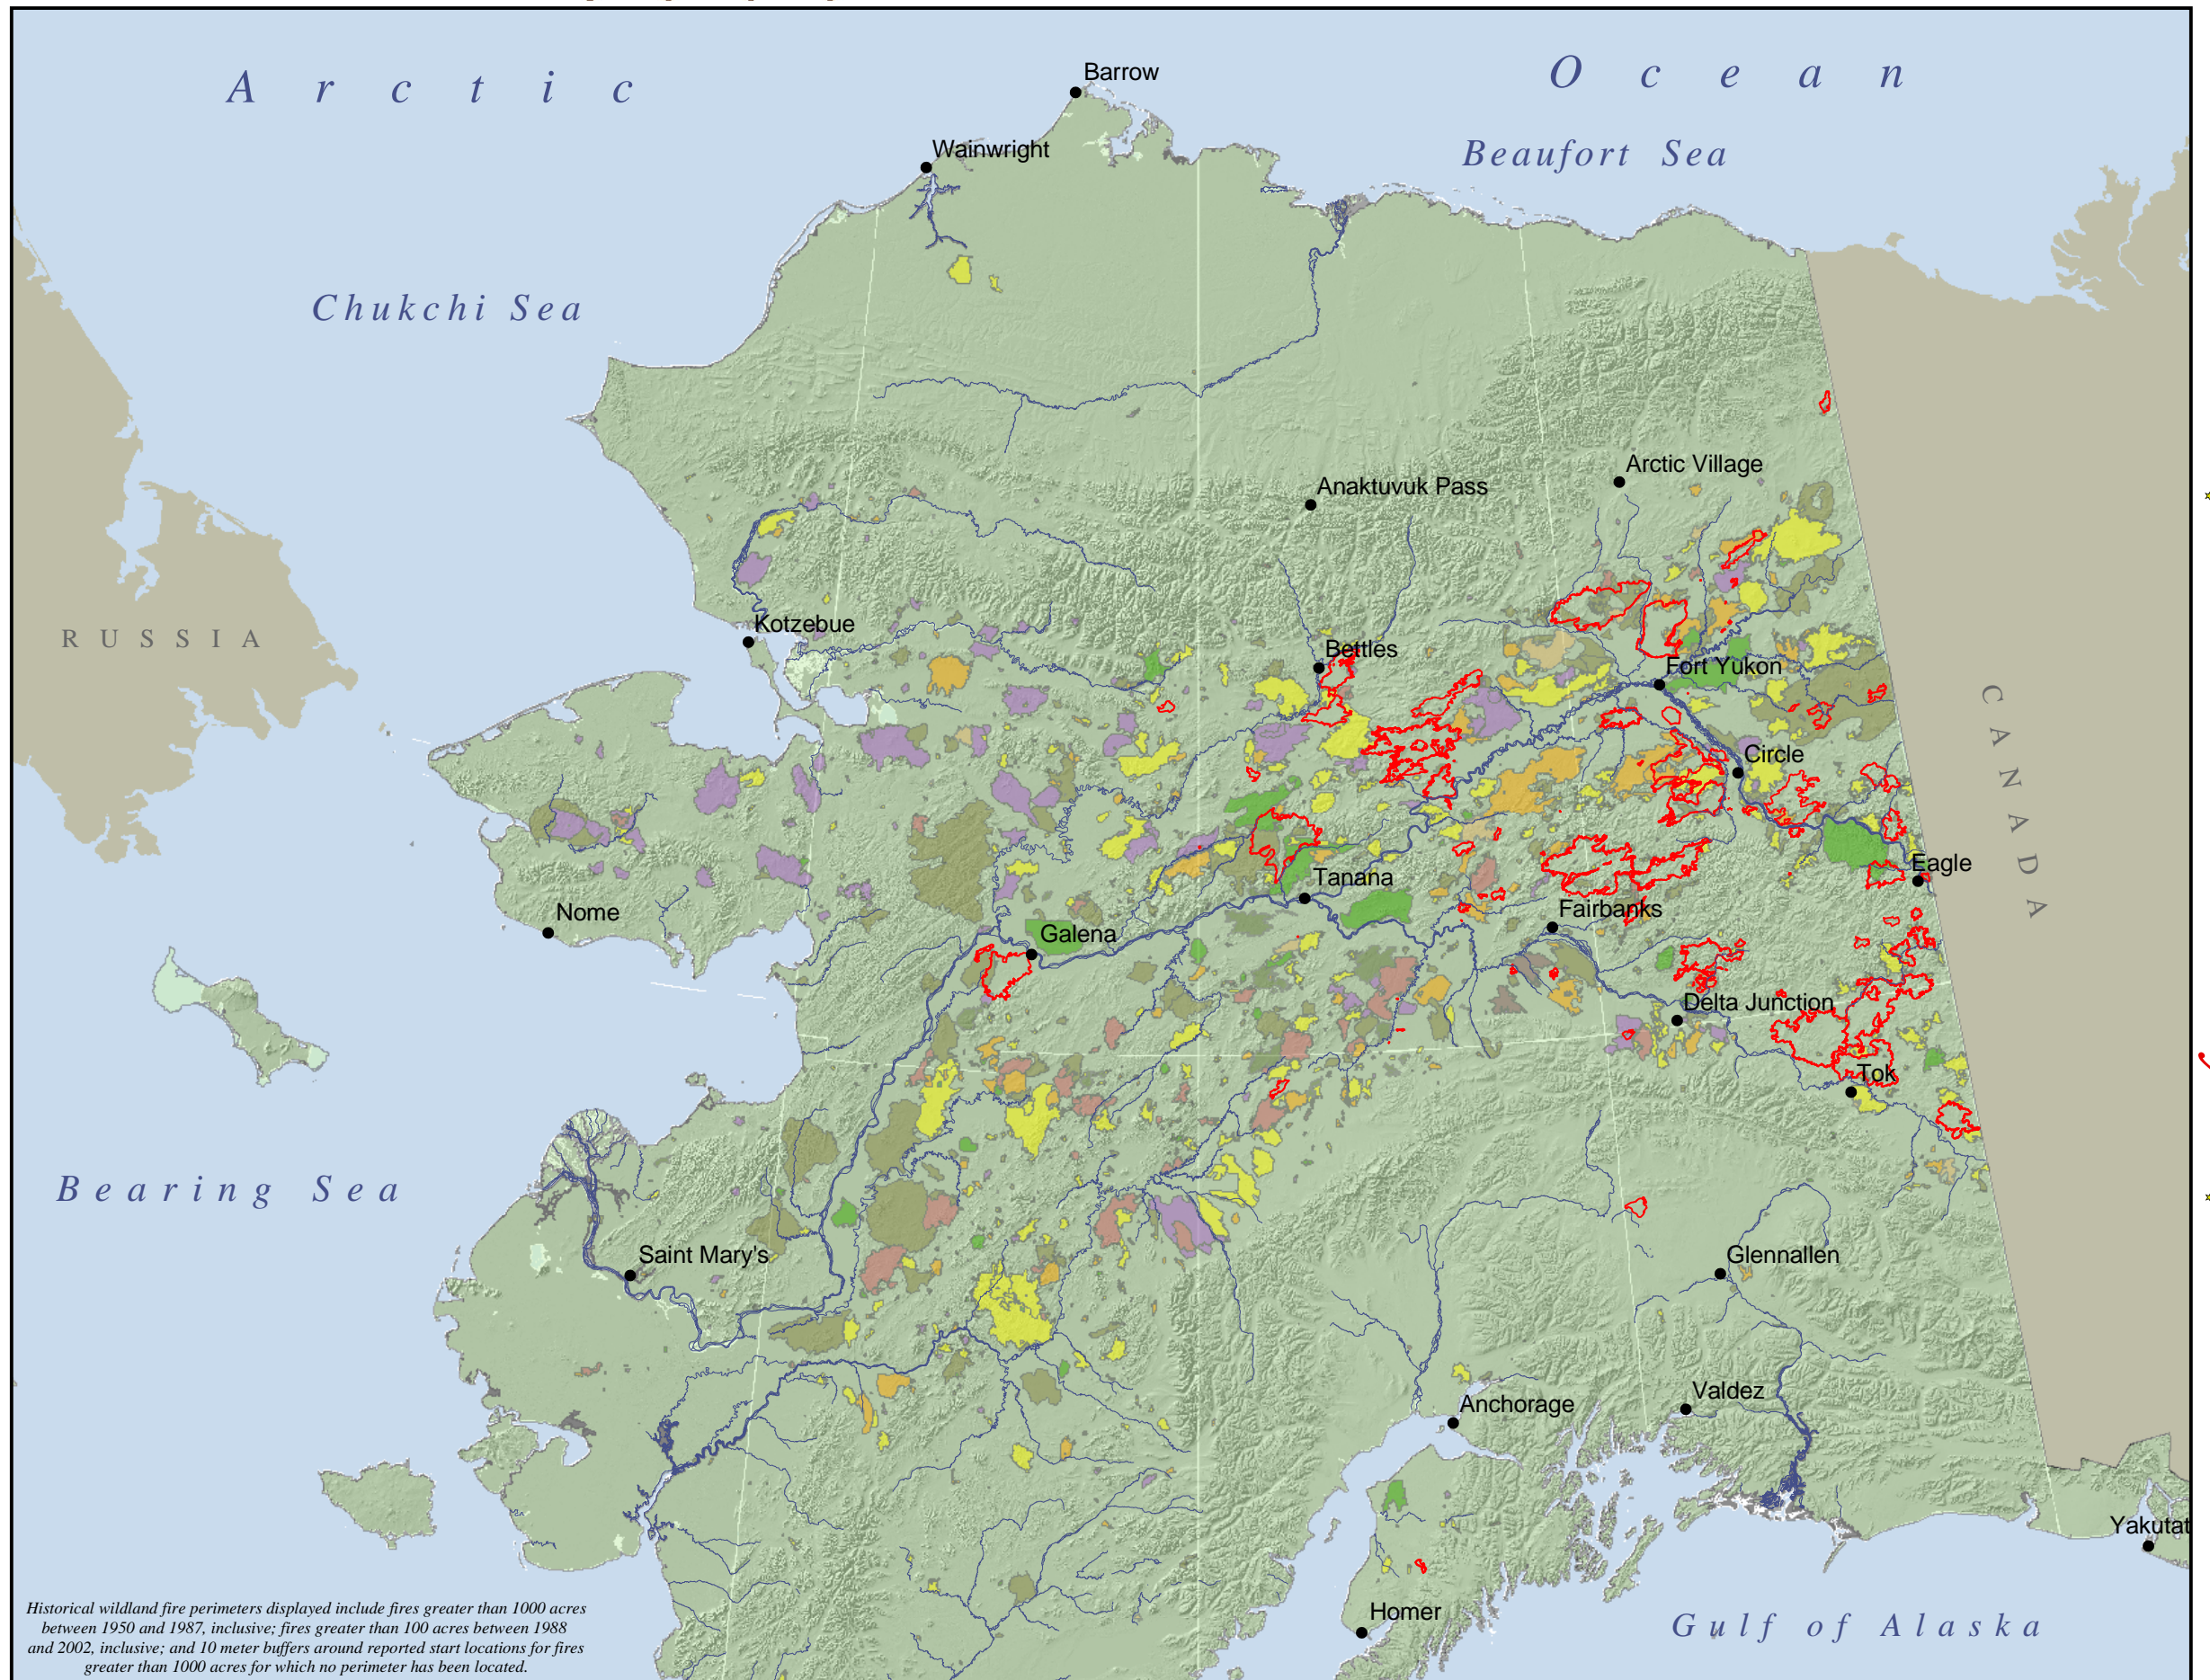 Arctic Ocean
Barrow
Wainwright
Beaufort Sea
Chukchi Sea
Arctic Village
Anaktuvuk Pass
RUSSIA
Kotzebue
Bettles
Fort Yukon
CANADA
Circle
Eagle
Tanana
Nome
Fairbanks
Galena
Delta Junction
Tok
Bearing Sea
Saint Mary's
Glennallen
Valdez
Anchorage
Yakutat
Homer
Gulf of Alaska
Historical wildland fire perimeters displayed include fires greater than 1000 acres
between 1950 and 1987, inclusive; fires greater than 100 acres between 1988
and 2002, inclusive; and 10 meter buffers around reported start locations for fires
greater than 1000 acres for which no perimeter has been located.